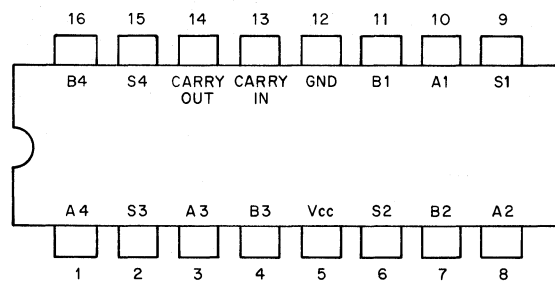 16 15 14 13 12 11 10 9
B4 S4 CARRY CARRY GND B1 A1 S1
OUT IN
A4 S3 A3 B3 Vcc S2 B2 A2
1 2 3 4 5 6 7 8